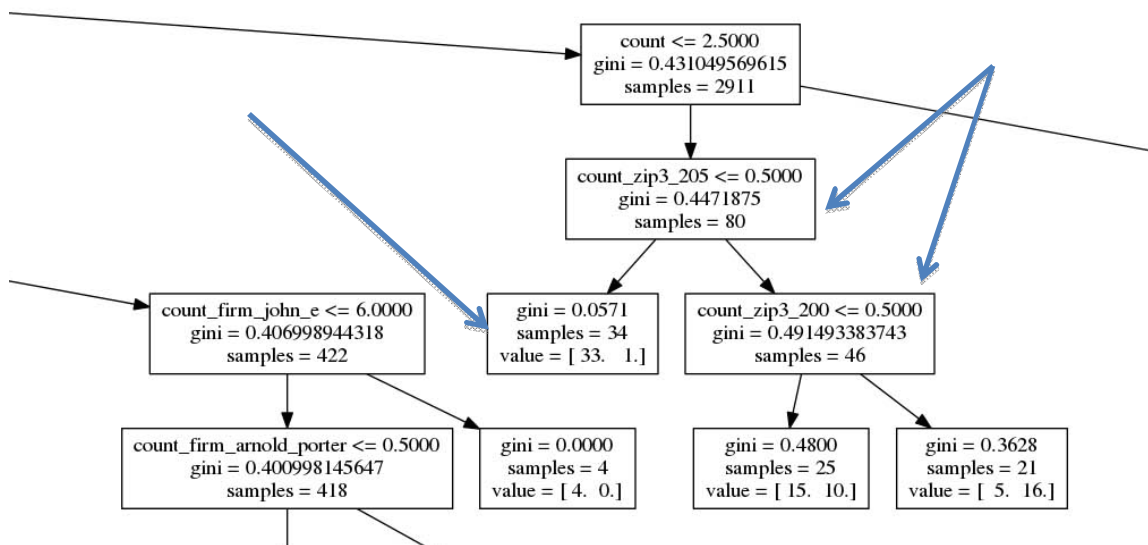 count <= 2.5000
gini = 0.431049569615
samples = 2911
count_zip3_205 <= 0.5000
gini = 0.4471875
samples = 80
count_firm_john_e <= 6.0000
gini = 0.406998944318
samples = 422
gini = 0.0571
samples = 34
value = [ 33.   1.]
count_zip3_200 <= 0.5000
gini = 0.491493383743
samples = 46
count_firm_arnold_porter <= 0.5000
gini = 0.400998145647
samples = 418
gini = 0.0000
samples = 4
value = [ 4.  0.]
gini = 0.4800
samples = 25
value = [ 15.  10.]
gini = 0.3628
samples = 21
value = [  5.  16.]